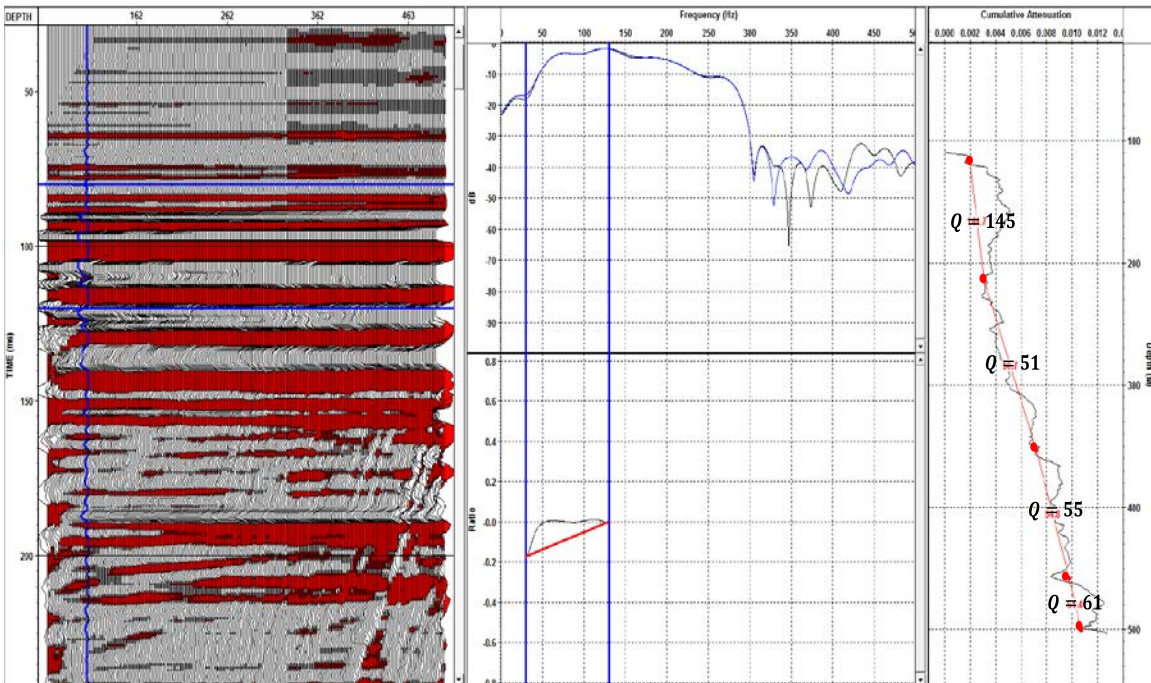 DEPTH 162 262 362 463
50
100
150
200
TIME (ms)
Frequency (Hz)
0 50 100 150 200 250 300 350 400 450
-10
-20
-30
-40
-50
-60
-70
-80
-90
dB
0.8
0.6
0.4
0.2
-0.0
-0.2
-0.4
-0.6
Ratio
Cumulative Attenuation
0.000 0.002 0.004 0.006 0.008 0.010 0.012
100
Q = 145
200
Q = 51
300
Q = 55
400
Q = 61
500